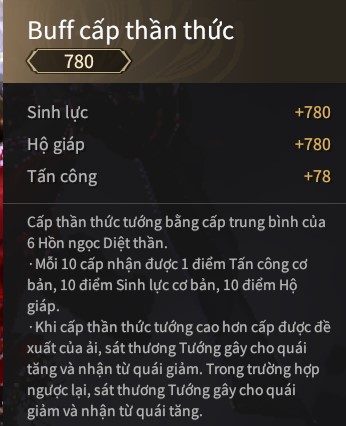 Buff cấp thần thức
780
Sinh lực +780
Hộ giáp +780
Tấn công +78
Cấp thần thức tướng bằng cấp trung bình của
6 Hồn ngọc Diệt thần.
·Mỗi 10 cấp nhận được 1 điểm Tấn công cơ
bản, 10 điểm Sinh lực cơ bản, 10 điểm Hộ
giáp.
·Khi cấp thần thức tướng cao hơn cấp được đề
xuất của ải, sát thương Tướng gây cho quái
tăng và nhận từ quái giảm. Trong trường hợp
ngược lại, sát thương Tướng gây cho quái
giảm và nhận từ quái tăng.